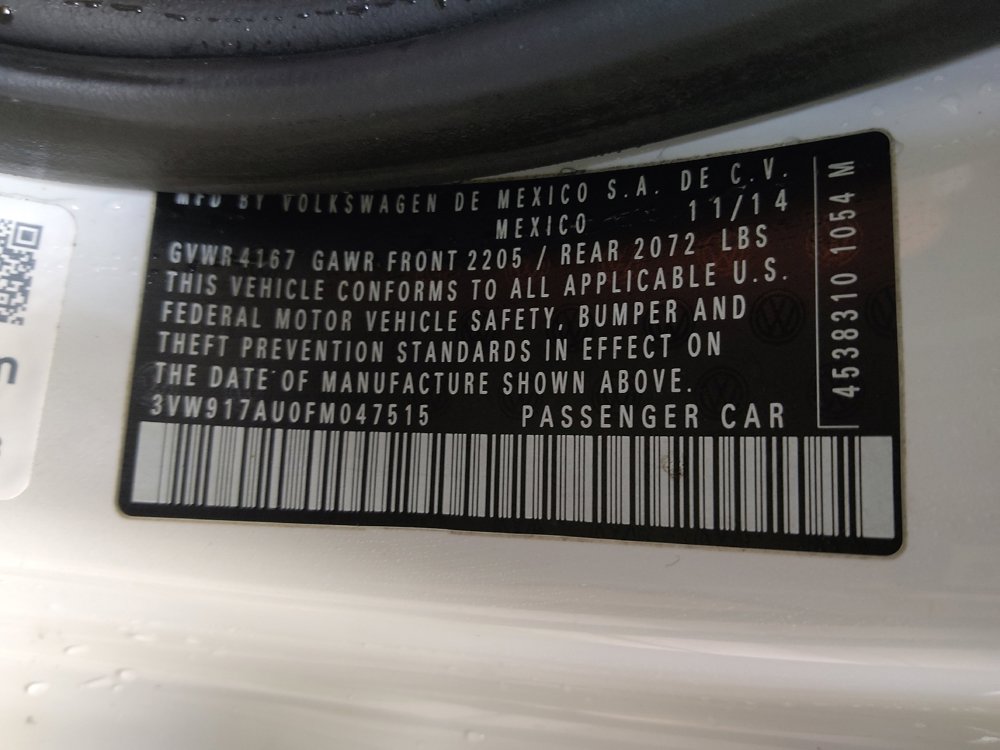 MFD BY VOLKSWAGEN DE MEXICO S.A. DE C.V.
MEXICO 11/14
GVWR 4167 GAWR FRONT 2205 / REAR 2072 LBS
THIS VEHICLE CONFORMS TO ALL APPLICABLE U.S.
FEDERAL MOTOR VEHICLE SAFETY, BUMPER AND
THEFT PREVENTION STANDARDS IN EFFECT ON
THE DATE OF MANUFACTURE SHOWN ABOVE.
3VW917AU0FM047515 PASSENGER CAR
4538310 1054 M